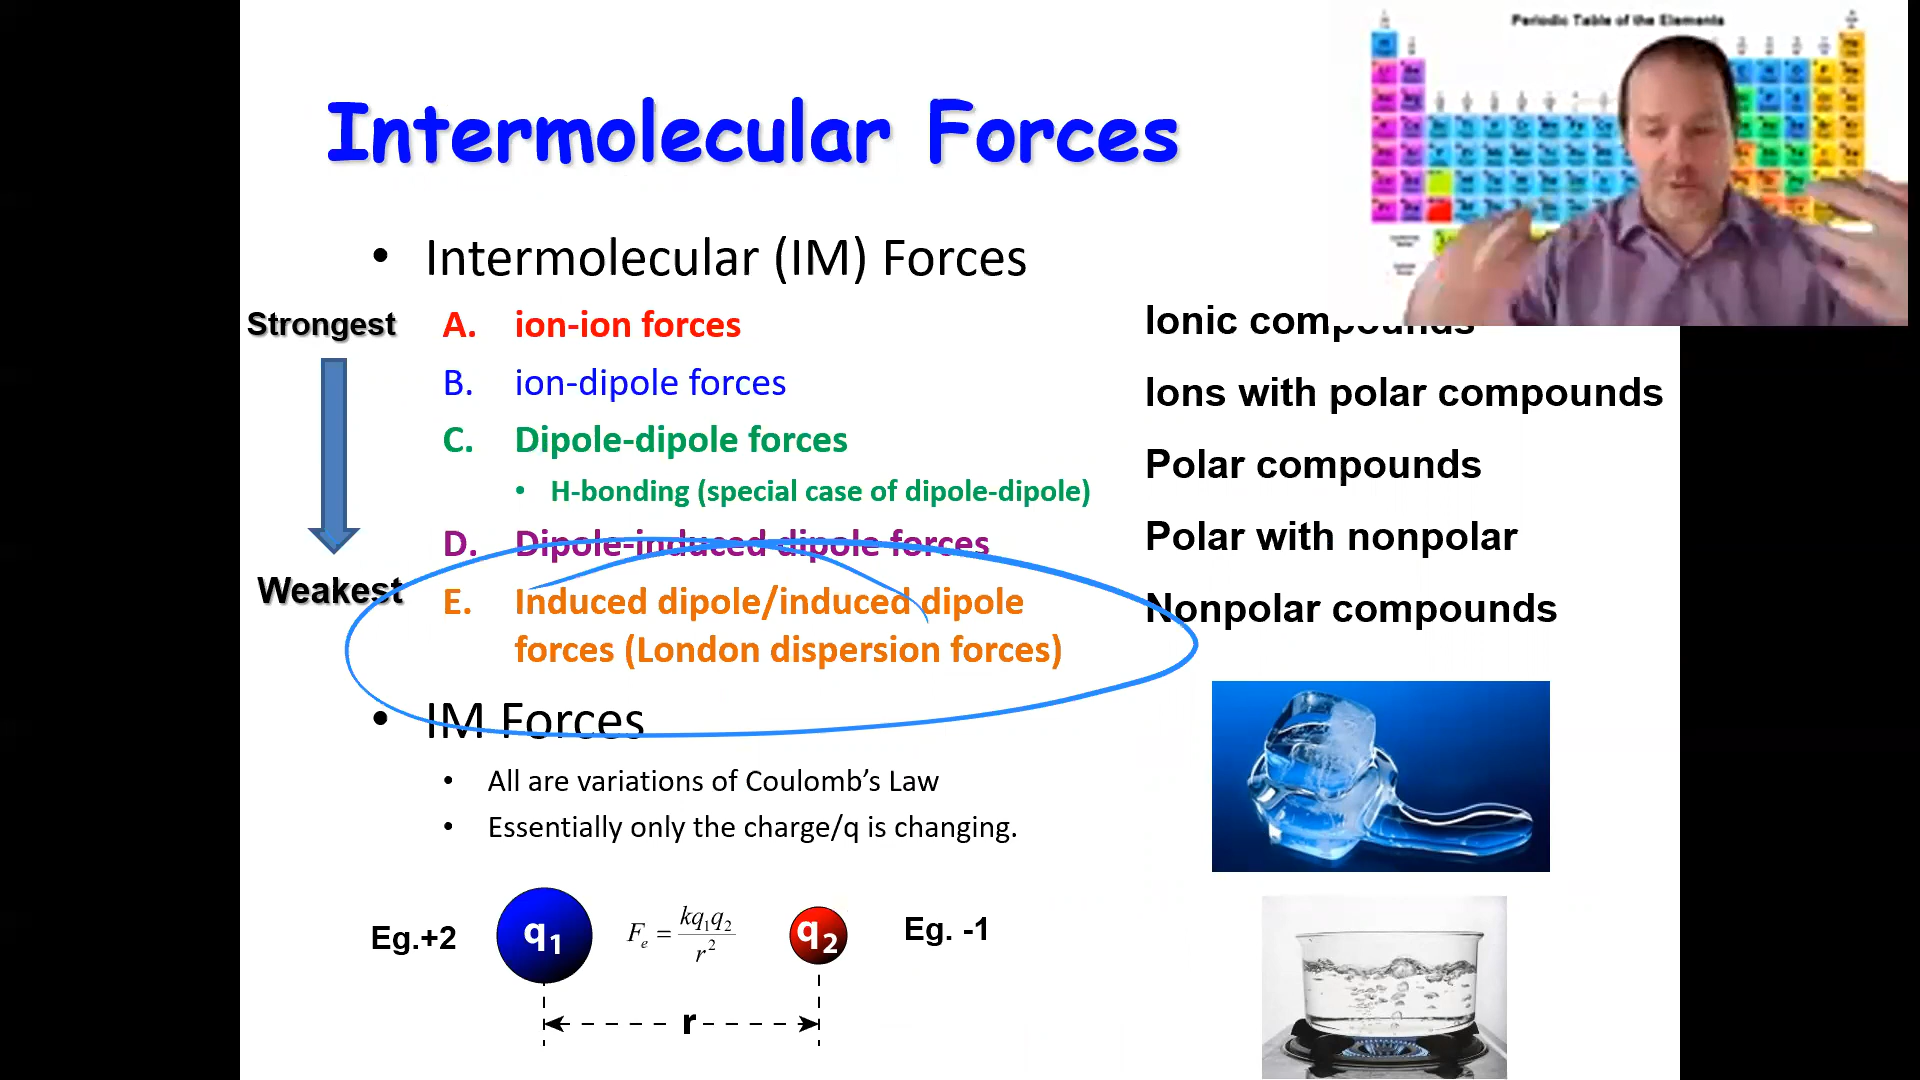 Periodic Table of the Elements
Intermolecular Forces
• Intermolecular (IM) Forces
Strongest
A. ion-ion forces
Ionic compounds
B. ion-dipole forces
Ions with polar compounds
C. Dipole-dipole forces
Polar compounds
• H-bonding (special case of dipole-dipole)
D. Dipole-induced dipole forces
Polar with nonpolar
Weakest
E. Induced dipole/induced dipole
forces (London dispersion forces)
Nonpolar compounds
• IM Forces
• All are variations of Coulomb's Law
• Essentially only the charge/q is changing.
Eg.+2
q1
Fe = kq1q2 / r2
q2
Eg. -1
r